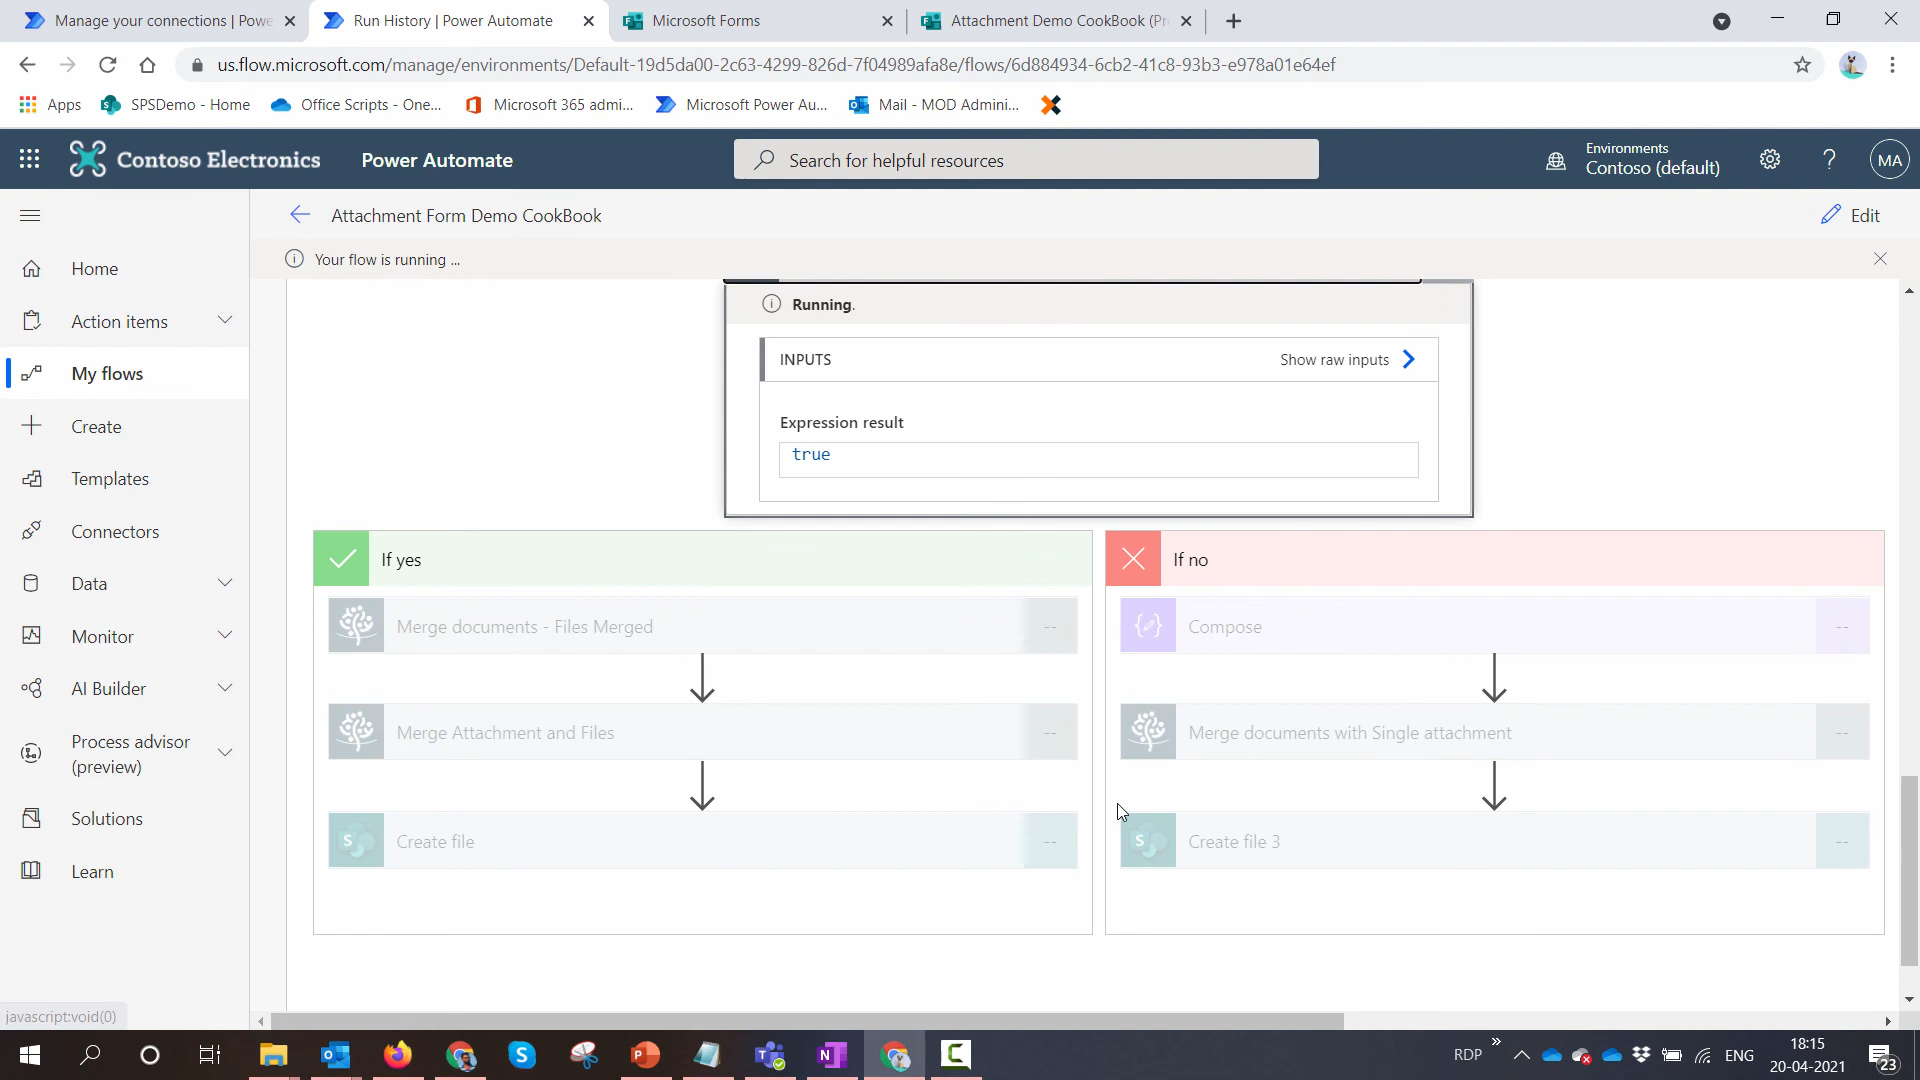 Manage your connections | Powe
Run History | Power Automate
Microsoft Forms
Attachment Demo CookBook (Pr
us.flow.microsoft.com/manage/environments/Default-19d5da00-2c63-4299-826d-7f04989afa8e/flows/6d884934-6cb2-41c8-93b3-e978a01e64ef
Apps
SPSDemo - Home
Office Scripts - One...
Microsoft 365 admi...
Microsoft Power Au...
Mail - MOD Admini...
Contoso Electronics
Power Automate
Search for helpful resources
Environments
Contoso (default)
?
MA
Attachment Form Demo CookBook
Edit
Your flow is running ...
Home
Action items
My flows
Create
Templates
Connectors
Data
Monitor
AI Builder
Process advisor
(preview)
Solutions
Learn
Running.
INPUTS
Show raw inputs
Expression result
true
If yes
Merge documents - Files Merged
--
Merge Attachment and Files
--
Create file
--
If no
Compose
--
Merge documents with Single attachment
--
Create file 3
--
javascript:void(0)
RDP
ENG
18:15
20-04-2021
23